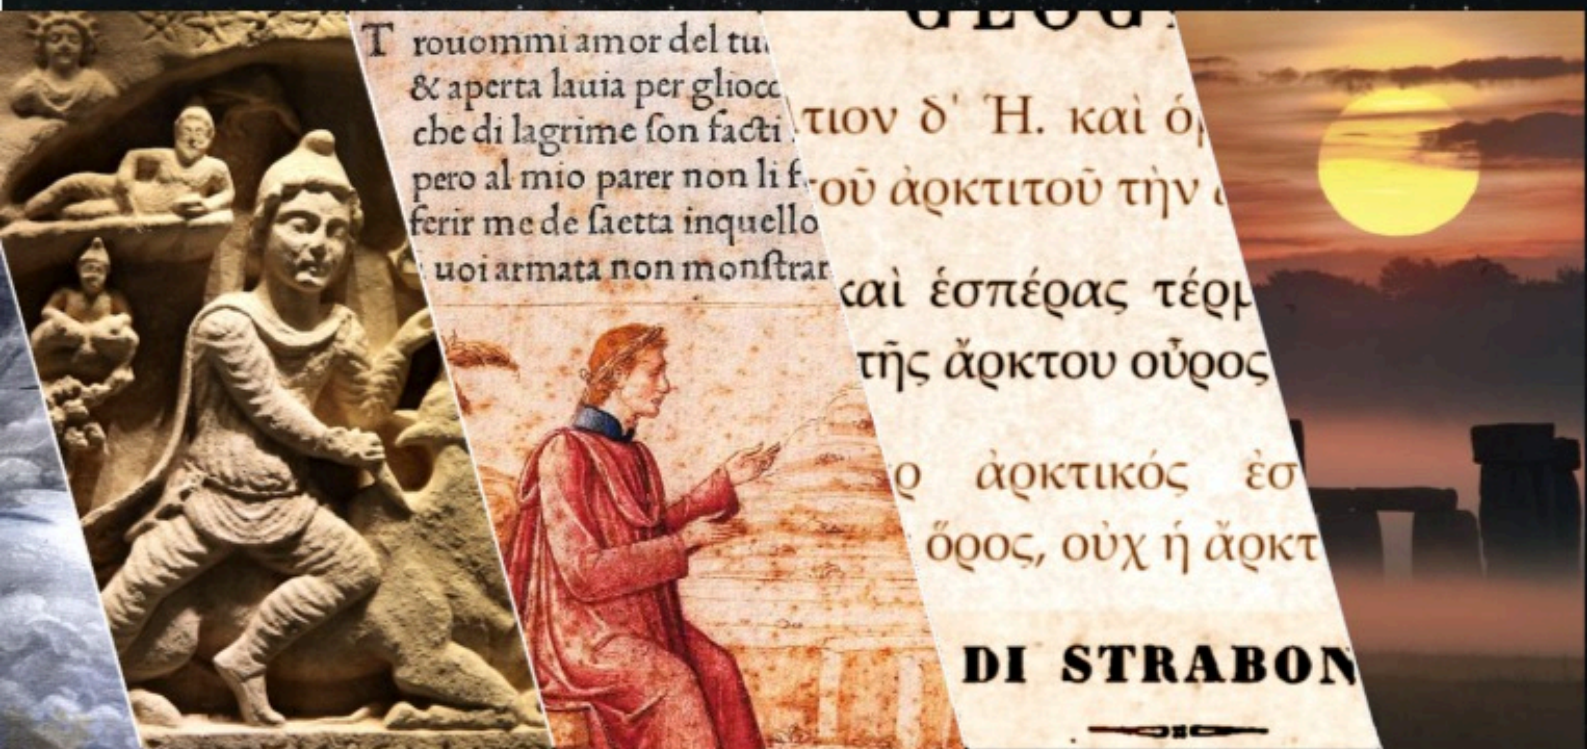 Trouommi amor del tu
& aperta lauia per gliocc
che di lagrime ſon facti
pero al mio parer non li f
ferir me de ſaetta inquello
uoi armata non monſtrar
GEOG
τιον δ' Ἠ. καὶ ὁ
τοῦ ἀρκτιτοῦ τὴν
καὶ ἑσπέρας τέρμ
τῆς ἄρκτου οὖρος
ρ ἀρκτικός ἐσ
ὅρος, οὐχ ἡ ἄρκτ
DI STRABON